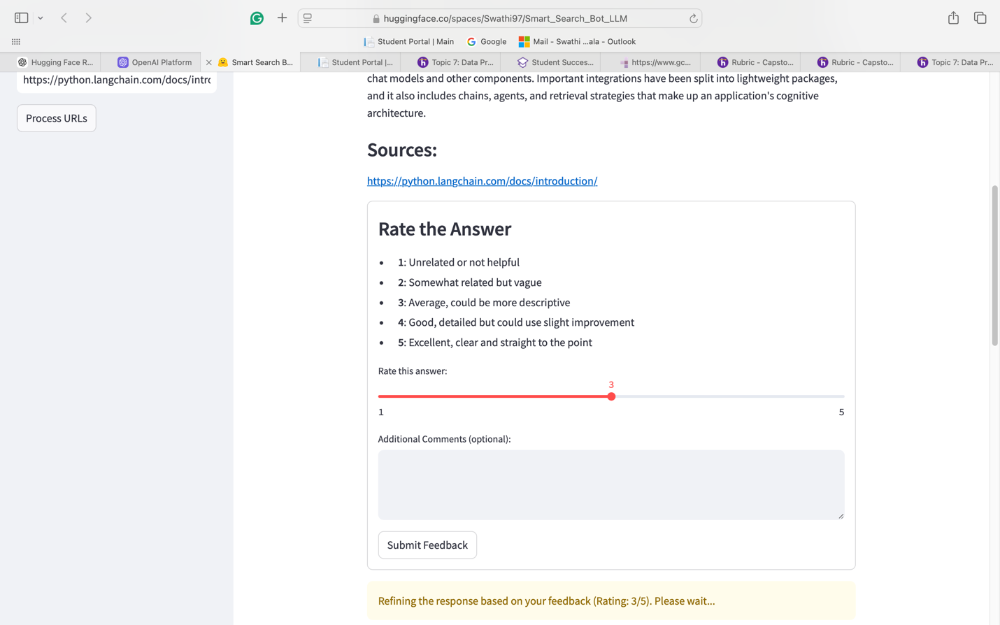 huggingface.co/spaces/Swathi97/Smart_Search_Bot_LLM
Student Portal | Main
Google
Mail - Swathi ...ala - Outlook
Hugging Face R...
OpenAI Platform
Smart Search B...
Student Portal |...
Topic 7: Data Pr...
Student Succes...
https://www.gc...
Rubric - Capsto...
Rubric - Capsto...
Topic 7: Data Pr...
https://python.langchain.com/docs/intro
Process URLs
chat models and other components. Important integrations have been split into lightweight packages,
and it also includes chains, agents, and retrieval strategies that make up an application's cognitive
architecture.
Sources:
https://python.langchain.com/docs/introduction/
Rate the Answer
• 1: Unrelated or not helpful
• 2: Somewhat related but vague
• 3: Average, could be more descriptive
• 4: Good, detailed but could use slight improvement
• 5: Excellent, clear and straight to the point
Rate this answer:
3
1 5
Additional Comments (optional):
Submit Feedback
Refining the response based on your feedback (Rating: 3/5). Please wait...